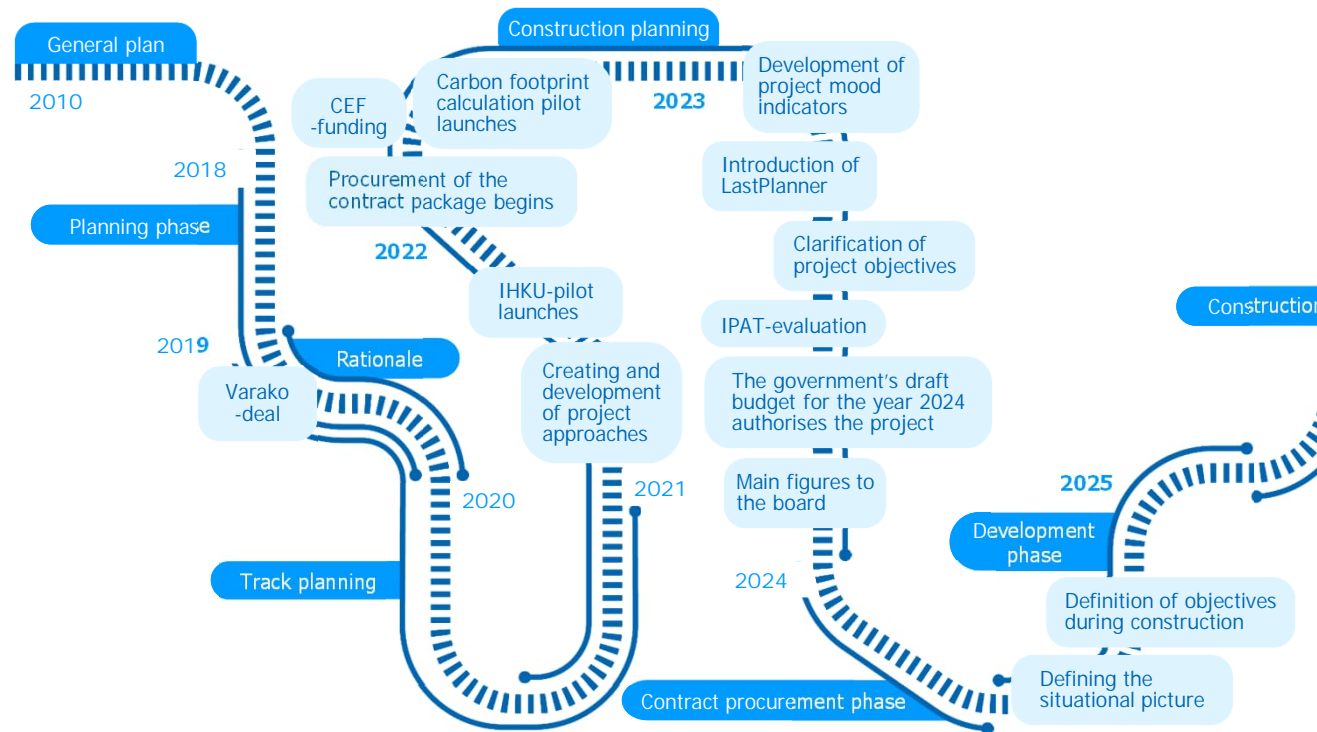 General plan
2010
2018
Planning phase
2019
Varako
-deal
Rationale
2020
Track planning
2021
Creating and
development
of project
approaches
IHKU-pilot
launches
2022
Procurement of the
contract package begins
CEF
-funding
Carbon footprint
calculation pilot
launches
Construction planning
2023
Development of
project mood
indicators
Introduction of
LastPlanner
Clarification of
project objectives
IPAT-evaluation
The government's draft
budget for the year 2024
authorises the project
Main figures to
the board
2024
Contract procurement phase
Defining the
situational picture
Definition of objectives
during construction
Development
phase
2025
Construction